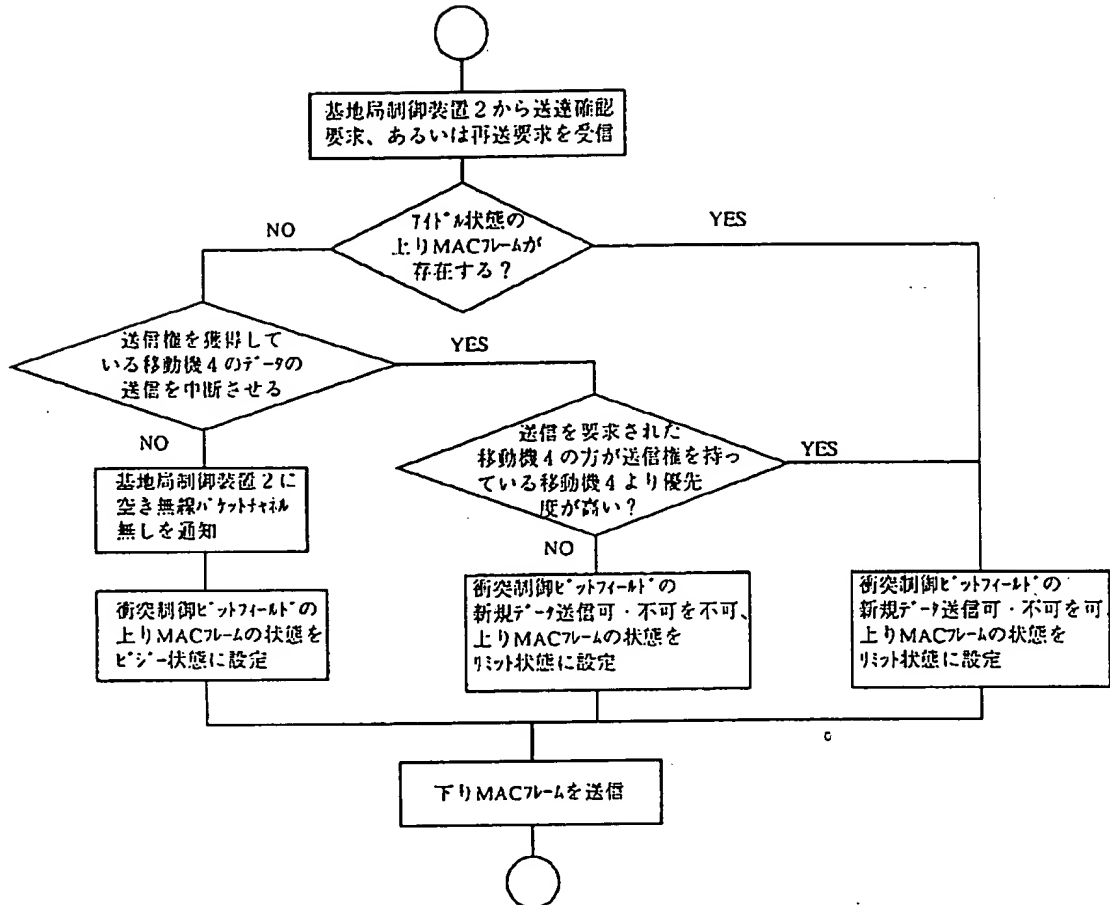 基地局制御装置2から送達確認
要求、あるいは再送要求を受信
NO
YES
ｱｲﾄﾞﾙ状態の
上りMACﾌﾚｰﾑが
存在する?
送信権を獲得して
いる移動機4のﾃﾞｰﾀの
送信を中断させる
YES
NO
送信を要求された
移動機4の方が送信権を持っ
ている移動機4より優先
度が高い?
YES
NO
基地局制御装置2に
空き無線ﾊﾟｹｯﾄﾁｬﾈﾙ
無しを通知
衝突制御ﾋﾞｯﾄﾌｨｰﾙﾄﾞの
上りMACﾌﾚｰﾑの状態を
ﾋﾞｼﾞｰ状態に設定
衝突制御ﾋﾞｯﾄﾌｨｰﾙﾄﾞの
新規ﾃﾞｰﾀ送信可・不可を不可、
上りMACﾌﾚｰﾑの状態を
ﾘﾐｯﾄ状態に設定
衝突制御ﾋﾞｯﾄﾌｨｰﾙﾄﾞの
新規ﾃﾞｰﾀ送信可・不可を可、
上りMACﾌﾚｰﾑの状態を
ﾘﾐｯﾄ状態に設定
下りMACﾌﾚｰﾑを送信